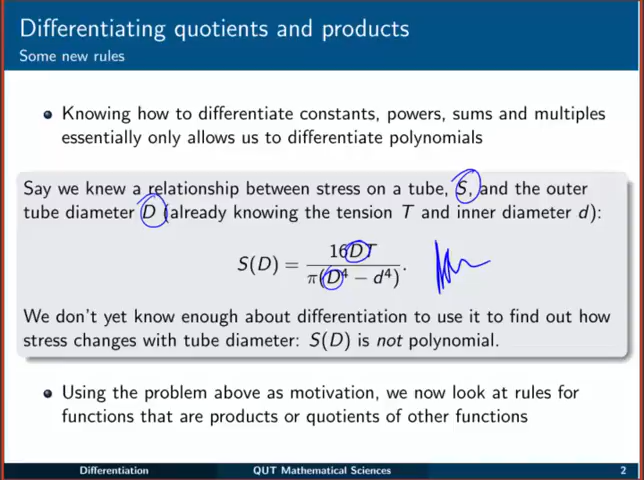 Differentiating quotients and products
Some new rules
• Knowing how to differentiate constants, powers, sums and multiples
essentially only allows us to differentiate polynomials
Say we knew a relationship between stress on a tube, S, and the outer
tube diameter D (already knowing the tension T and inner diameter d):
S(D) = 16DT / π(D⁴ − d⁴).
We don't yet know enough about differentiation to use it to find out how
stress changes with tube diameter: S(D) is not polynomial.
• Using the problem above as motivation, we now look at rules for
functions that are products or quotients of other functions
Differentiation QUT Mathematical Sciences 2